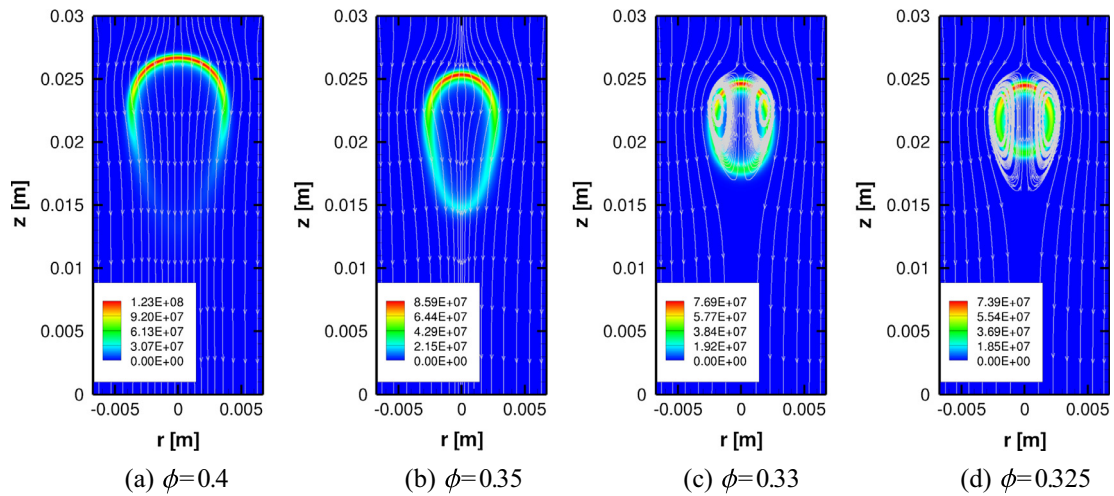 0.03
0.025
0.02
0.015
0.01
0.005
0
z [m]
1.23E+08
9.20E+07
6.13E+07
3.07E+07
0.00E+00
-0.005 0 0.005
r [m]
(a) ϕ=0.4
0.03
0.025
0.02
0.015
0.01
0.005
0
z [m]
8.59E+07
6.44E+07
4.29E+07
2.15E+07
0.00E+00
-0.005 0 0.005
r [m]
(b) ϕ=0.35
0.03
0.025
0.02
0.015
0.01
0.005
0
z [m]
7.69E+07
5.77E+07
3.84E+07
1.92E+07
0.00E+00
-0.005 0 0.005
r [m]
(c) ϕ=0.33
0.03
0.025
0.02
0.015
0.01
0.005
0
z [m]
7.39E+07
5.54E+07
3.69E+07
1.85E+07
0.00E+00
-0.005 0 0.005
r [m]
(d) ϕ=0.325